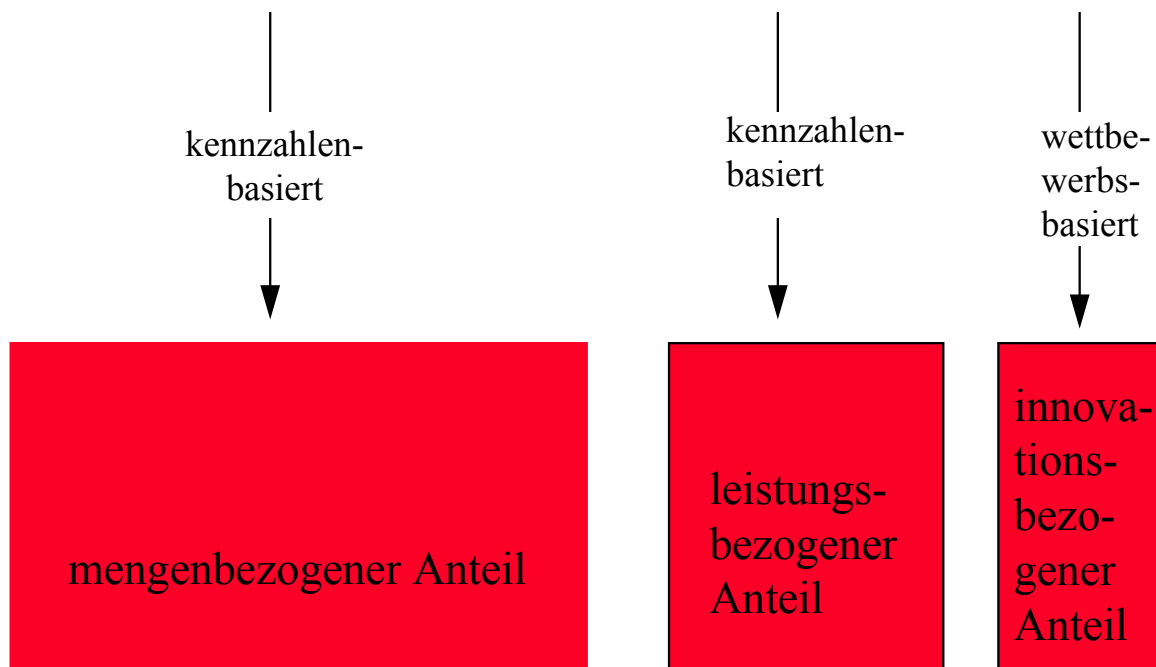 kennzahlen-
basiert
kennzahlen-
basiert
wettbe-
werbs-
basiert
mengenbezogener Anteil
leistungs-
bezogener
Anteil
innova-
tions-
bezo-
gener
Anteil